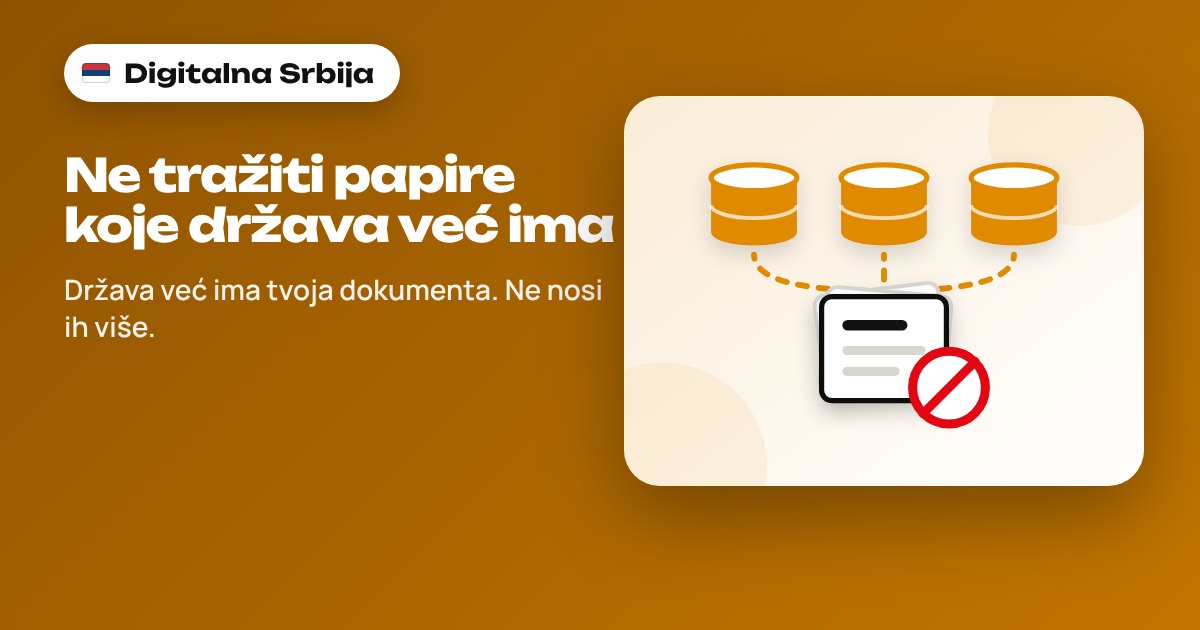 Digitalna Srbija
Ne tražiti papire
koje država već ima
Država već ima tvoja dokumenta. Ne nosi
ih više.